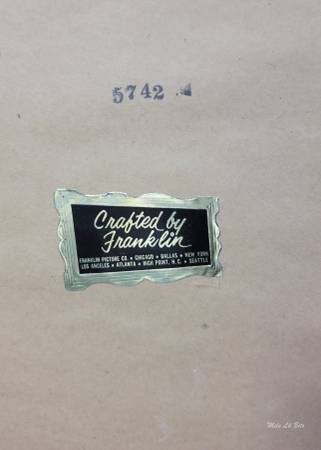 5742
Crafted by
Franklin
FRANKLIN PICTURE CO. • CHICAGO • DALLAS • NEW YORK
LOS ANGELES • ATLANTA • HIGH POINT, N. C. • SEATTLE